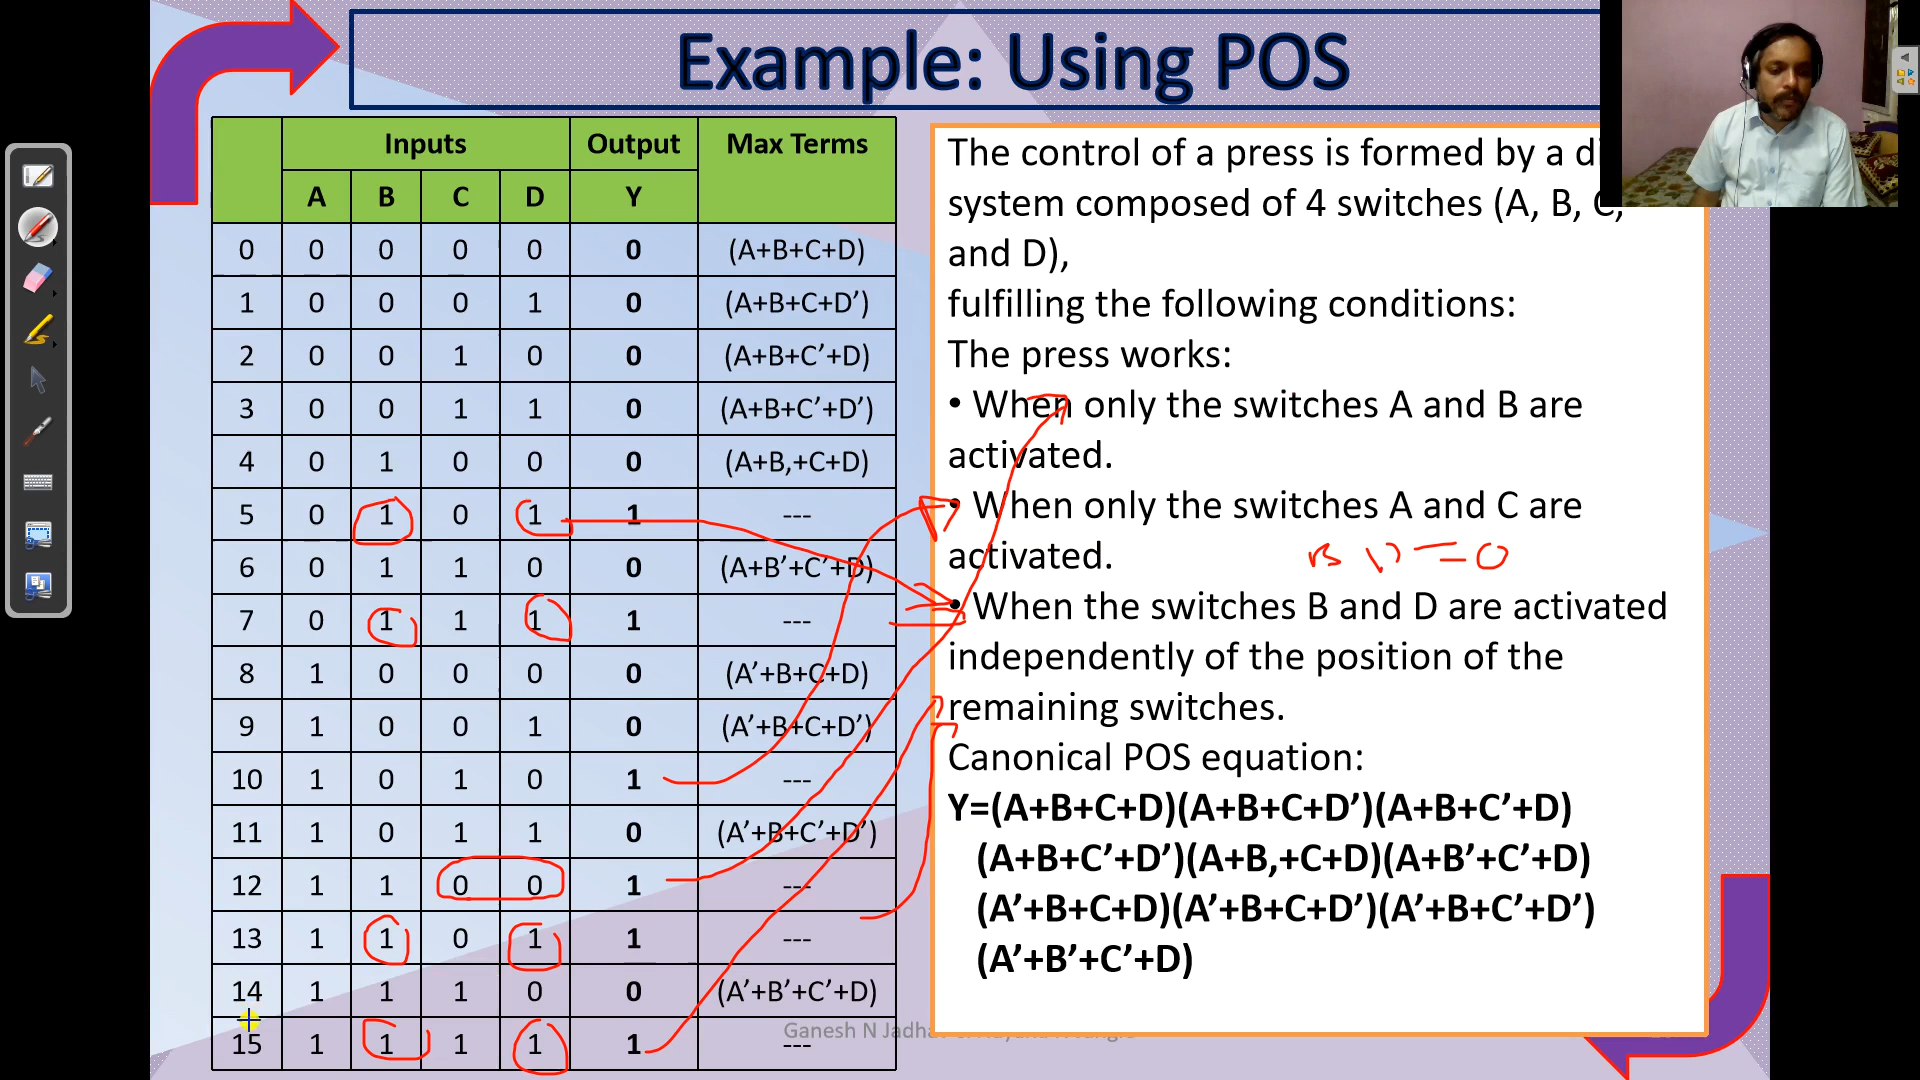 Example: Using POS
Inputs Output Max Terms
A B C D Y
0 0 0 0 0 0 (A+B+C+D)
1 0 0 0 1 0 (A+B+C+D’)
2 0 0 1 0 0 (A+B+C’+D)
3 0 0 1 1 0 (A+B+C’+D’)
4 0 1 0 0 0 (A+B,+C+D)
5 0 1 0 1 1 ---
6 0 1 1 0 0 (A+B’+C’+D)
7 0 1 1 1 1 ---
8 1 0 0 0 0 (A’+B+C+D)
9 1 0 0 1 0 (A’+B+C+D’)
10 1 0 1 0 1 ---
11 1 0 1 1 0 (A’+B+C’+D’)
12 1 1 0 0 1 ---
13 1 1 0 1 1 ---
14 1 1 1 0 0 (A’+B’+C’+D)
15 1 1 1 1 1 ---
The control of a press is formed by a
system composed of 4 switches (A, B, C,
and D),
fulfilling the following conditions:
The press works:
• When only the switches A and B are
activated.
• When only the switches A and C are
activated.
B D = 0
• When the switches B and D are activated
independently of the position of the
remaining switches.
Canonical POS equation:
Y=(A+B+C+D)(A+B+C+D’)(A+B+C’+D)
(A+B+C’+D’)(A+B,+C+D)(A+B’+C’+D)
(A’+B+C+D)(A’+B+C+D’)(A’+B+C’+D’)
(A’+B’+C’+D)
Ganesh N